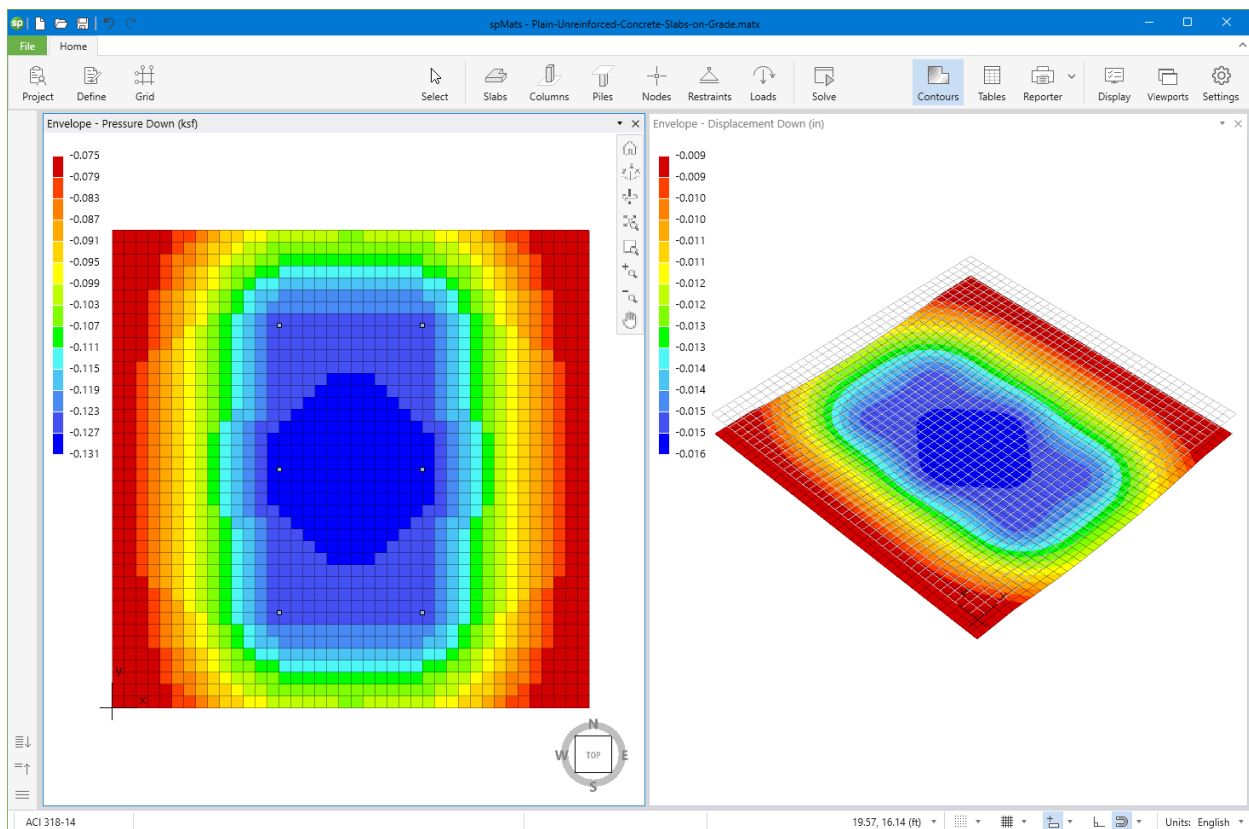 sp
spMats - Plain-Unreinforced-Concrete-Slabs-on-Grade.matx
File Home
Project Define Grid Select Slabs Columns Piles Nodes Restraints Loads Solve Contours Tables Reporter Display Viewports Settings
Envelope - Pressure Down (ksf)
-0.075
-0.079
-0.083
-0.087
-0.091
-0.095
-0.099
-0.103
-0.107
-0.111
-0.115
-0.119
-0.123
-0.127
-0.131
y
x
N
W TOP E
S
Envelope - Displacement Down (in)
-0.009
-0.009
-0.010
-0.010
-0.011
-0.011
-0.012
-0.012
-0.013
-0.013
-0.014
-0.014
-0.015
-0.015
-0.016
ACI 318-14 19.57, 16.14 (ft) Units: English